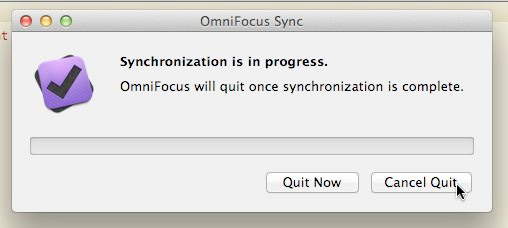 OmniFocus Sync
Synchronization is in progress.
OmniFocus will quit once synchronization is complete.
Quit Now
Cancel Quit